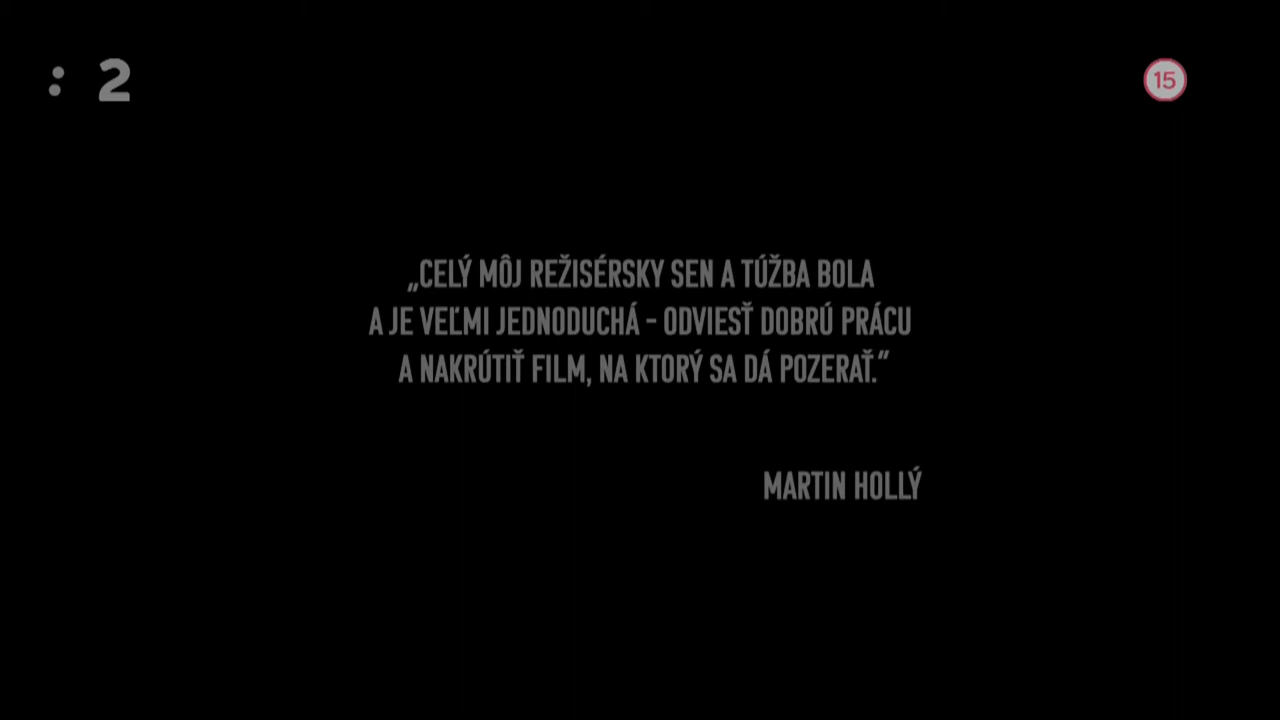 : 2
15
„CELÝ MÔJ REŽISÉRSKY SEN A TÚŽBA BOLA
A JE VEĽMI JEDNODUCHÁ - ODVIESŤ DOBRÚ PRÁCU
A NAKRÚTIŤ FILM, NA KTORÝ SA DÁ POZERAŤ.”
MARTIN HOLLÝ